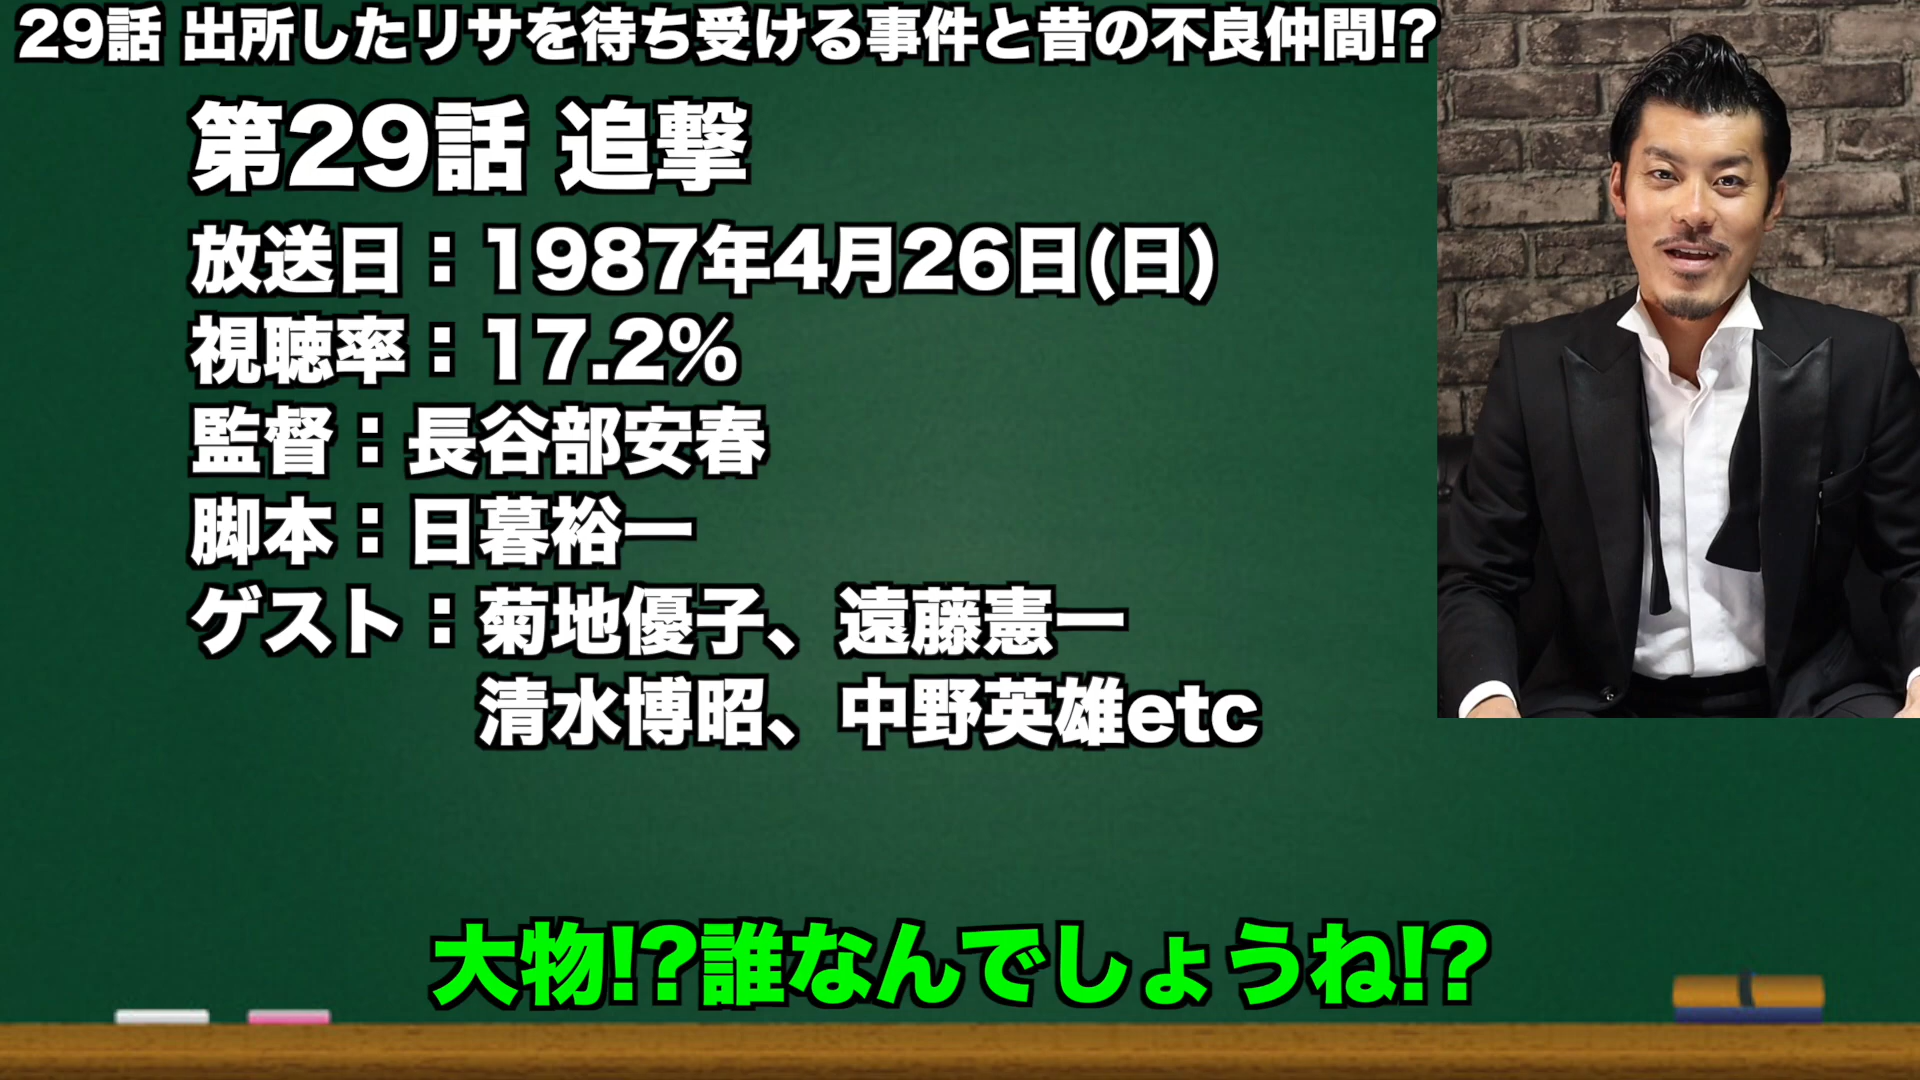 29話 出所したリサを待ち受ける事件と昔の不良仲間!?
第29話 追撃
放送日：1987年4月26日(日)
視聴率：17.2%
監督：長谷部安春
脚本：日暮裕一
ゲスト：菊地優子、遠藤憲一
清水博昭、中野英雄etc
大物!?誰なんでしょうね!?